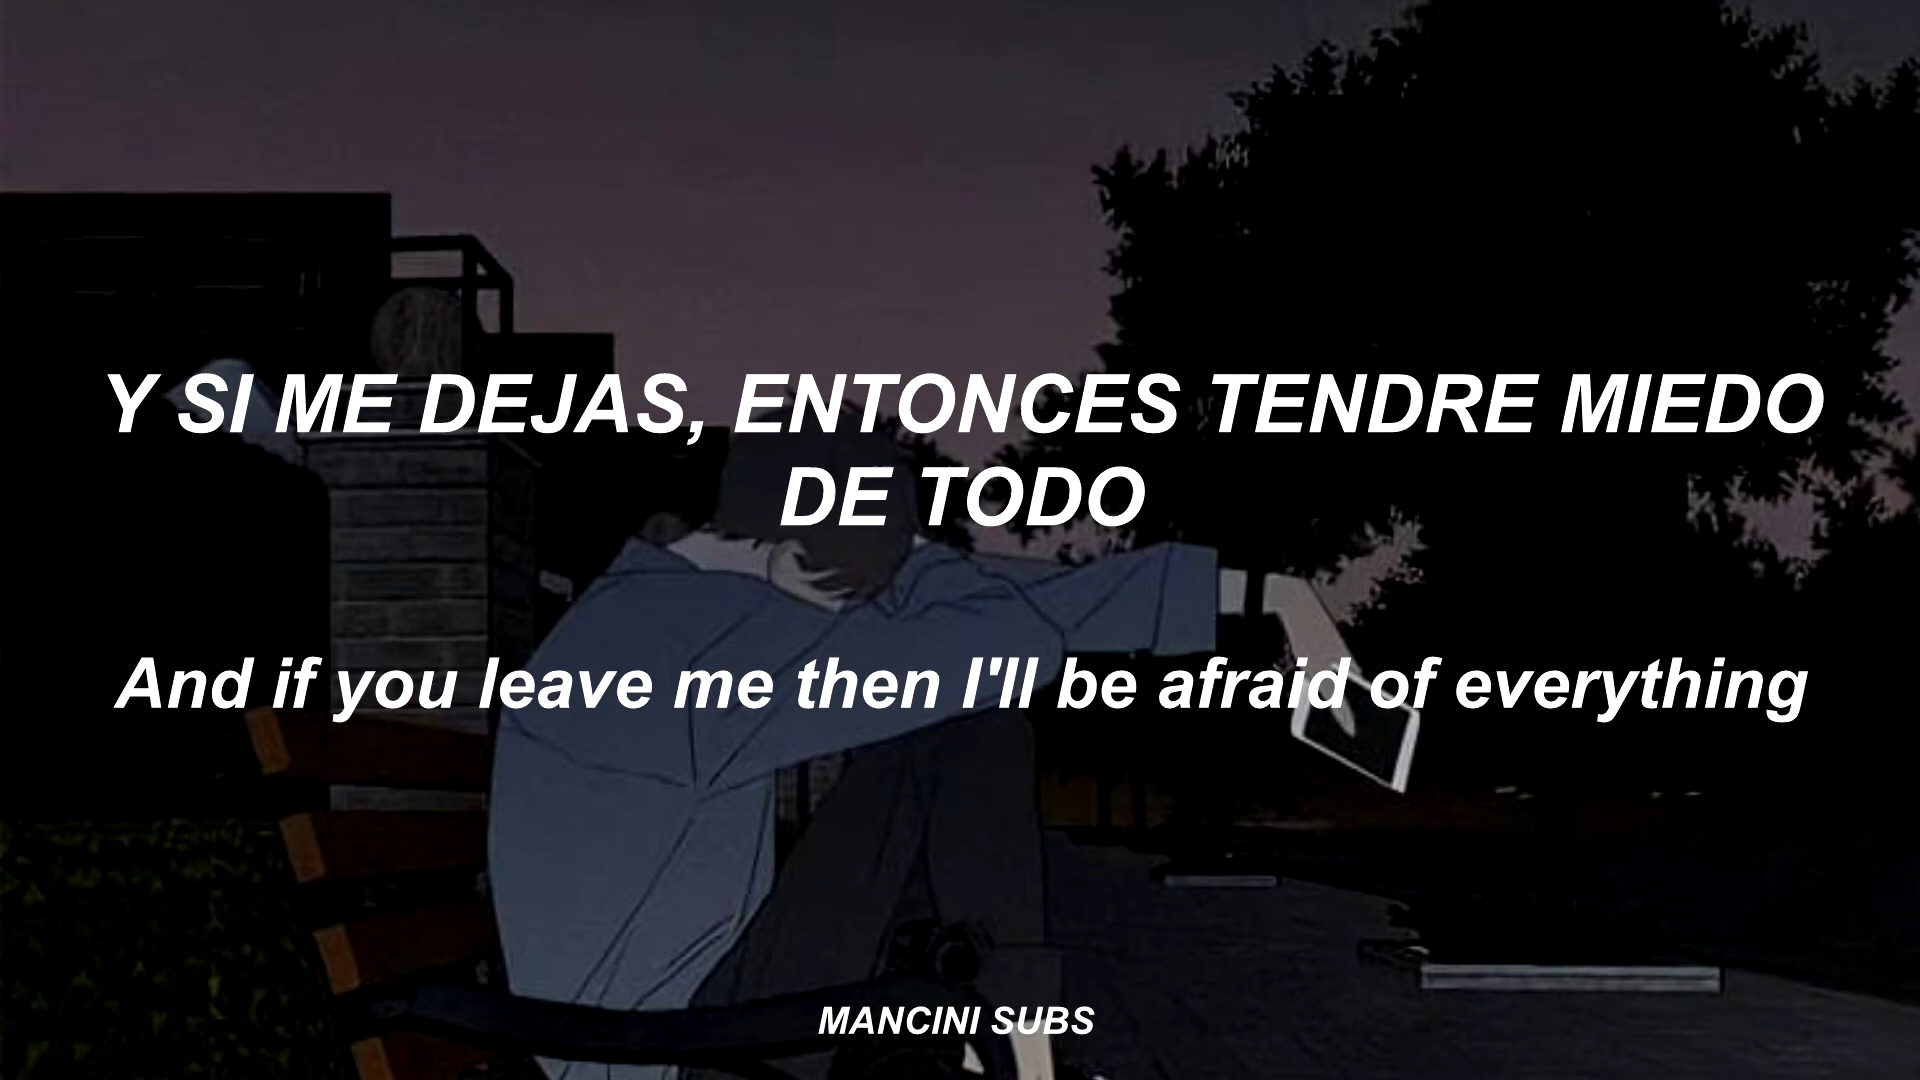 Y SI ME DEJAS, ENTONCES TENDRE MIEDO
DE TODO
And if you leave me then I'll be afraid of everything
MANCINI SUBS